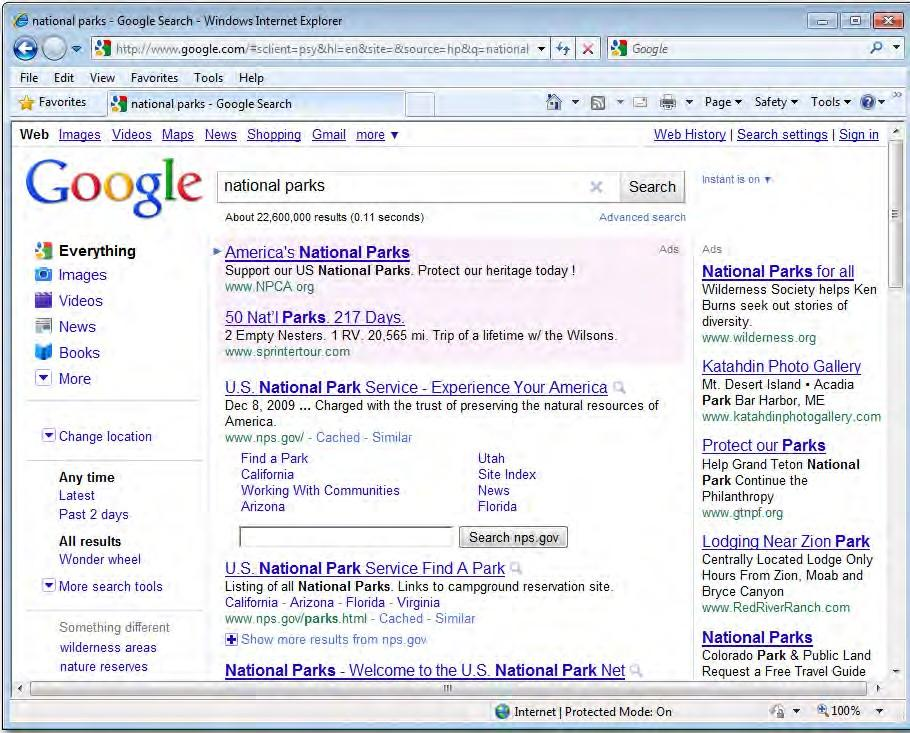 national parks - Google Search - Windows Internet Explorer
http://www.google.com/#sclient=psy&hl=en&site=&source=hp&q=national
Google
File Edit View Favorites Tools Help
Favorites
national parks - Google Search
Page Safety Tools
Web Images Videos Maps News Shopping Gmail more
Web History | Search settings | Sign in
Google
national parks
Search
Instant is on
About 22,600,000 results (0.11 seconds)
Advanced search
Everything
Images
Videos
News
Books
More
Change location
Any time
Latest
Past 2 days
All results
Wonder wheel
More search tools
Something different
wilderness areas
nature reserves
America's National Parks
Ads
Support our US National Parks. Protect our heritage today !
www.NPCA.org
50 Nat'l Parks. 217 Days.
2 Empty Nesters. 1 RV. 20,565 mi. Trip of a lifetime w/ the Wilsons.
www.sprintertour.com
U.S. National Park Service - Experience Your America
Dec 8, 2009 ... Charged with the trust of preserving the natural resources of
America.
www.nps.gov/ - Cached - Similar
Find a Park Utah
California Site Index
Working With Communities News
Arizona Florida
Search nps.gov
U.S. National Park Service Find A Park
Listing of all National Parks. Links to campground reservation site.
California - Arizona - Florida - Virginia
www.nps.gov/parks.html - Cached - Similar
Show more results from nps.gov
National Parks - Welcome to the U.S. National Park Net
Ads
National Parks for all
Wilderness Society helps Ken
Burns seek out stories of
diversity.
www.wilderness.org
Katahdin Photo Gallery
Mt. Desert Island • Acadia
Park Bar Harbor, ME
www.katahdinphotogallery.com
Protect our Parks
Help Grand Teton National
Park Continue the
Philanthropy
www.gtnpf.org
Lodging Near Zion Park
Centrally Located Lodge Only
Hours From Zion, Moab and
Bryce Canyon
www.RedRiverRanch.com
National Parks
Colorado Park & Public Land
Request a Free Travel Guide
Internet | Protected Mode: On
100%